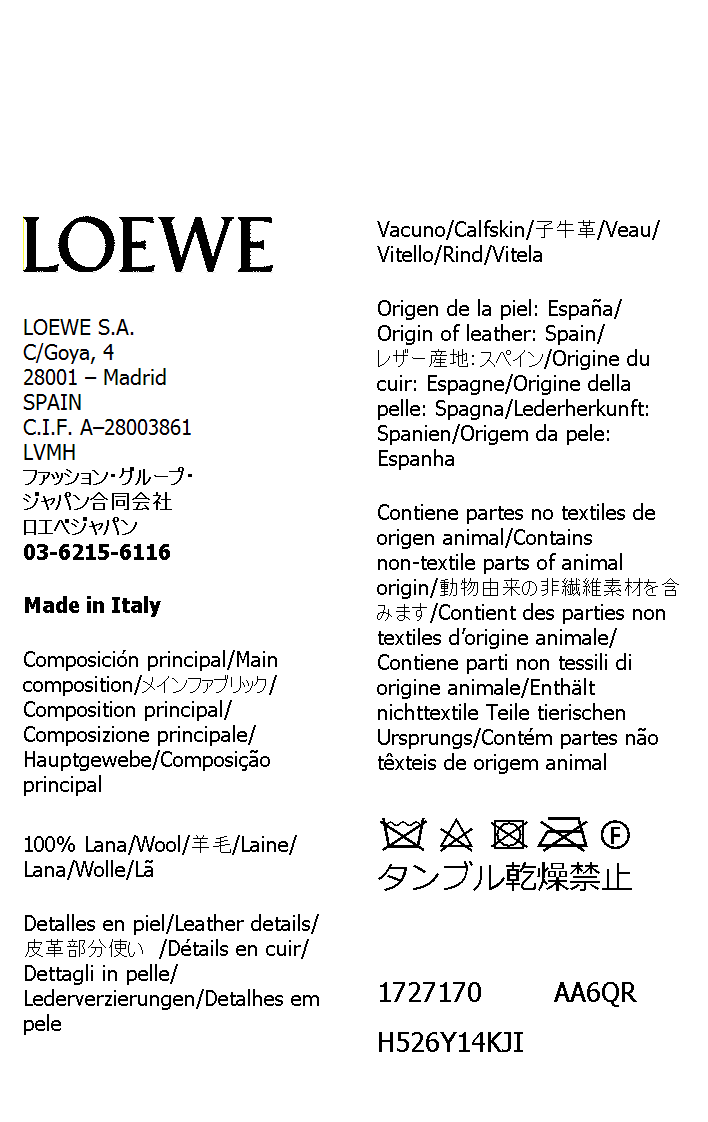 LOEWE
LOEWE S.A.
C/Goya, 4
28001 – Madrid
SPAIN
C.I.F. A–28003861
LVMH
ファッション・グループ・
ジャパン合同会社
ロエベジャパン
03-6215-6116
Made in Italy
Composición principal/Main
composition/メインファブリック/
Composition principal/
Composizione principale/
Hauptgewebe/Composição
principal
100% Lana/Wool/羊毛/Laine/
Lana/Wolle/Lã
Detalles en piel/Leather details/
皮革部分使い /Détails en cuir/
Dettagli in pelle/
Lederverzierungen/Detalhes em
pele
Vacuno/Calfskin/子牛革/Veau/
Vitello/Rind/Vitela
Origen de la piel: España/
Origin of leather: Spain/
レザー産地：スペイン/Origine du
cuir: Espagne/Origine della
pelle: Spagna/Lederherkunft:
Spanien/Origem da pele:
Espanha
Contiene partes no textiles de
origen animal/Contains
non-textile parts of animal
origin/動物由来の非繊維素材を含
みます/Contient des parties non
textiles d’origine animale/
Contiene parti non tessili di
origine animale/Enthält
nichttextile Teile tierischen
Ursprungs/Contém partes não
têxteis de origem animal
F
タンブル乾燥禁止
1727170 AA6QR
H526Y14KJI